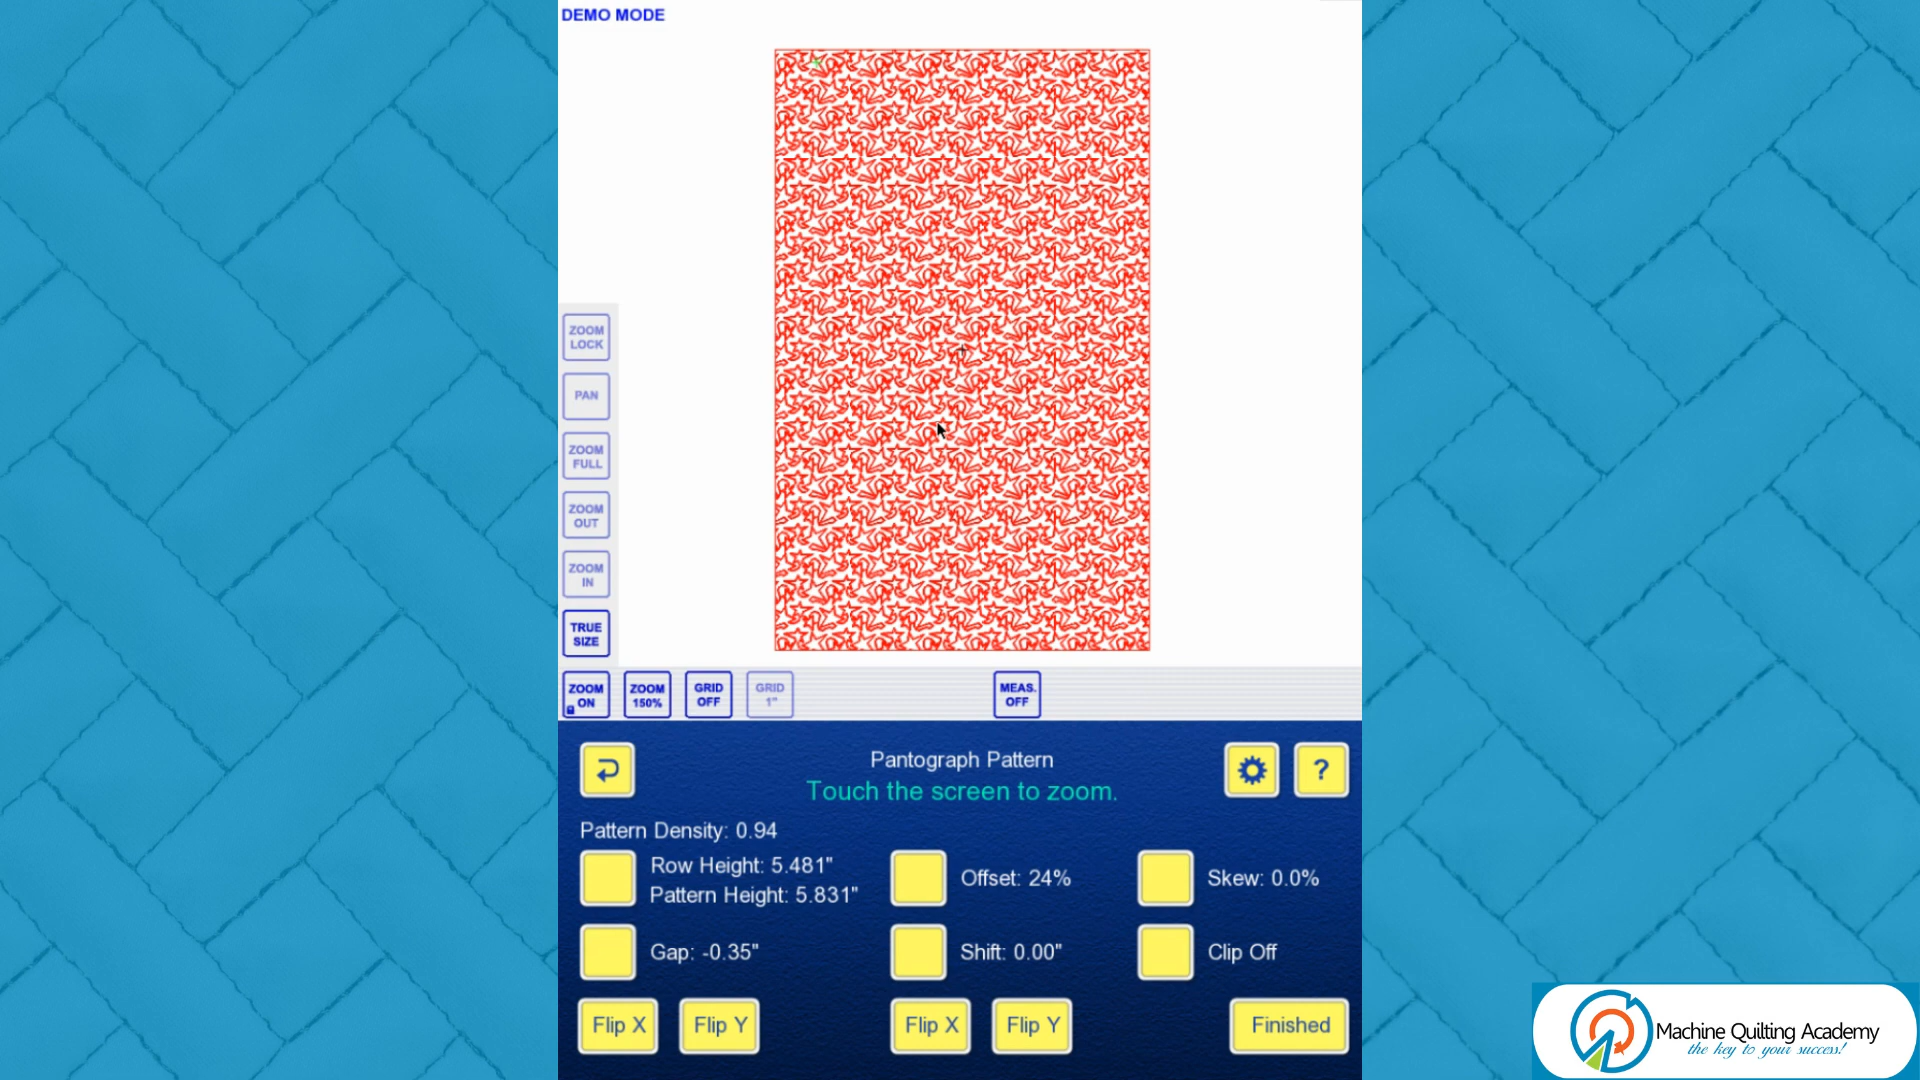 DEMO MODE
ZOOM
LOCK
PAN
ZOOM
FULL
ZOOM
OUT
ZOOM
IN
TRUE
SIZE
ZOOM
ON
ZOOM
150%
GRID
OFF
GRID
1"
MEAS.
OFF
Pantograph Pattern
?
Touch the screen to zoom.
Pattern Density: 0.94
Row Height: 5.481"
Pattern Height: 5.831"
Offset: 24%
Skew: 0.0%
Gap: -0.35"
Shift: 0.00"
Clip Off
Flip X
Flip Y
Flip X
Flip Y
Finished
Machine Quilting Academy
the key to your success!